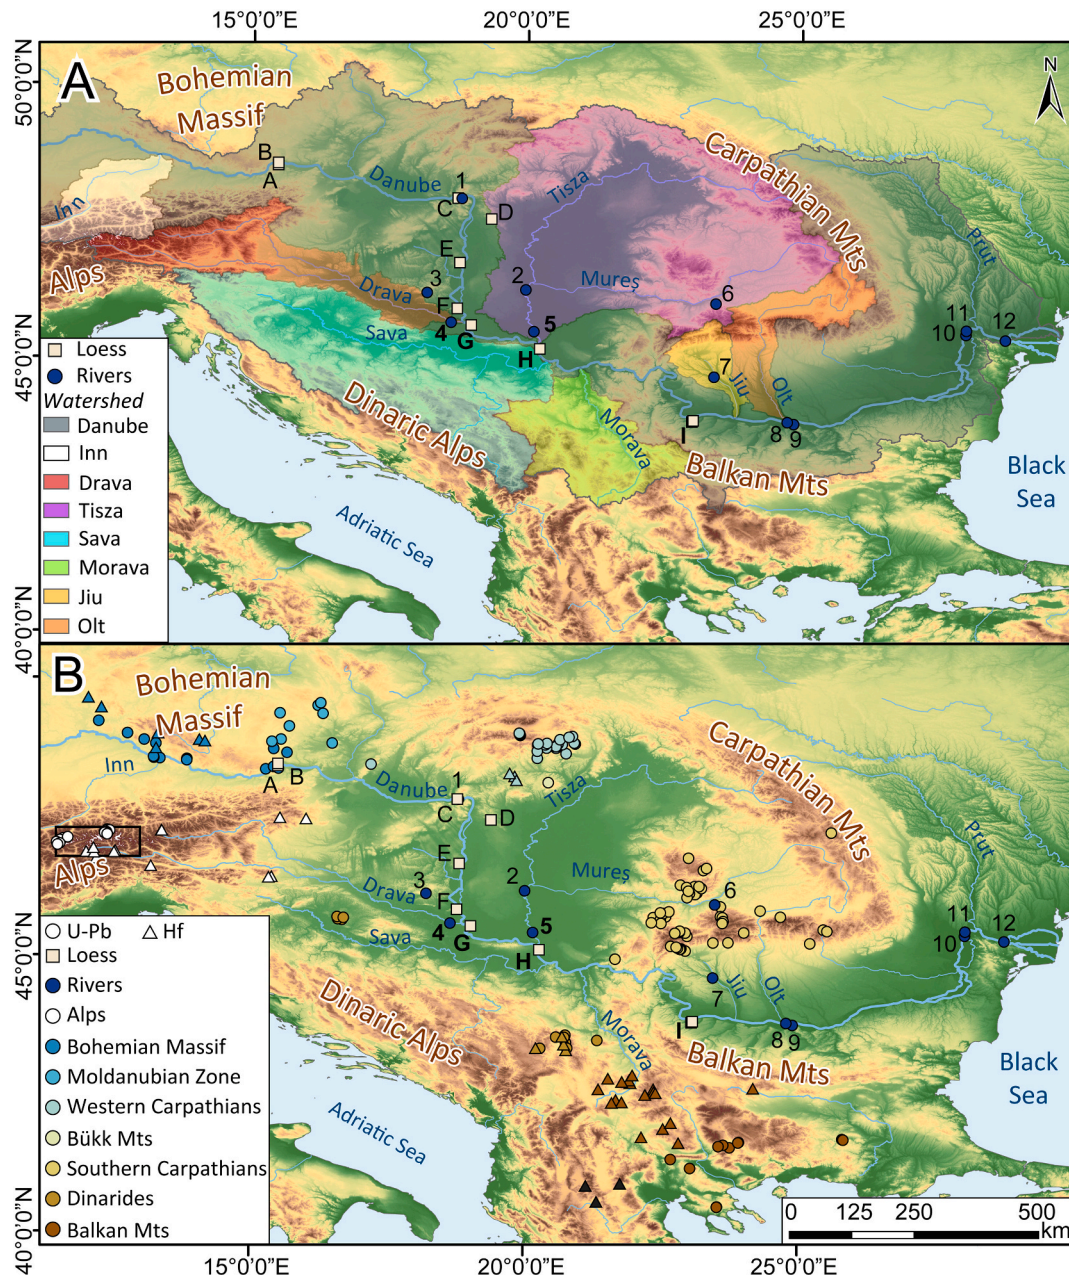 15°0'0"E
20°0'0"E
25°0'0"E
50°0'0"N
45°0'0"N
40°0'0"N
A
Bohemian
Massif
N
B
A
Inn
Alps
Danube
1
C
D
Tisza
Carpathian Mts
E
Prut
Mureș
2
3
Drava
F
4
G
5
Sava
H
6
11
10
12
7
Jiu
Olt
8
9
I
Dinaric Alps
Morava
Balkan Mts
Black
Sea
Adriatic Sea
Loess
Rivers
Watershed
Danube
Inn
Drava
Tisza
Sava
Morava
Jiu
Olt
B
Bohemian
Massif
Inn
A
B
Danube
1
C
D
Tisza
Carpathian Mts
Alps
E
Mureș
Prut
3
2
Drava
F
4
G
5
Sava
H
6
11
10
12
7
Jiu
Olt
8
9
I
Dinaric Alps
Morava
Balkan Mts
Black
Sea
Adriatic Sea
U-Pb
Hf
Loess
Rivers
Alps
Bohemian Massif
Moldanubian Zone
Western Carpathians
Bükk Mts
Southern Carpathians
Dinarides
Balkan Mts
0 125 250 500
km
45°0'0"N
40°0'0"N
15°0'0"E
20°0'0"E
25°0'0"E